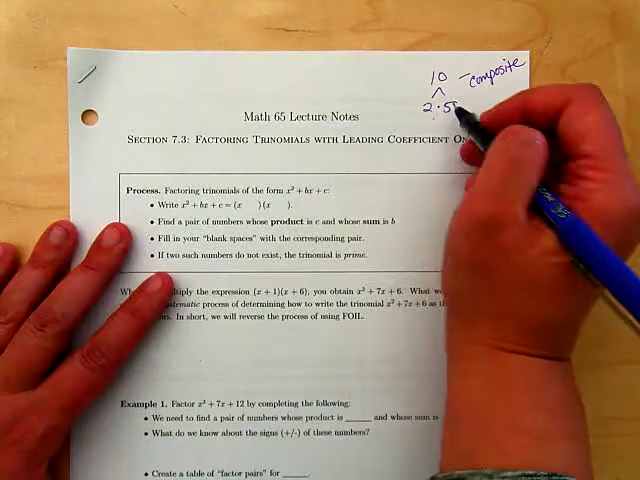 10 - composite
2 · 5
Math 65 Lecture Notes
SECTION 7.3: FACTORING TRINOMIALS WITH LEADING COEFFICIENT
Process. Factoring trinomials of the form x² + bx + c:
• Write x² + bx + c = (x    )(x    ).
• Find a pair of numbers whose product is c and whose sum is b
• Fill in your "blank spaces" with the corresponding pair.
• If two such numbers do not exist, the trinomial is prime.
multiply the expression (x + 1)(x + 6), you obtain x² + 7x + 6. What
process of determining how to write the trinomial x² + 7x + 6 as
In short, we will reverse the process of using FOIL.
Example 1. Factor x² + 7x + 12 by completing the following:
• We need to find a pair of numbers whose product is _____ and whose sum is
• What do we know about the signs (+/-) of these numbers?
• Create a table of "factor pairs" for _____.